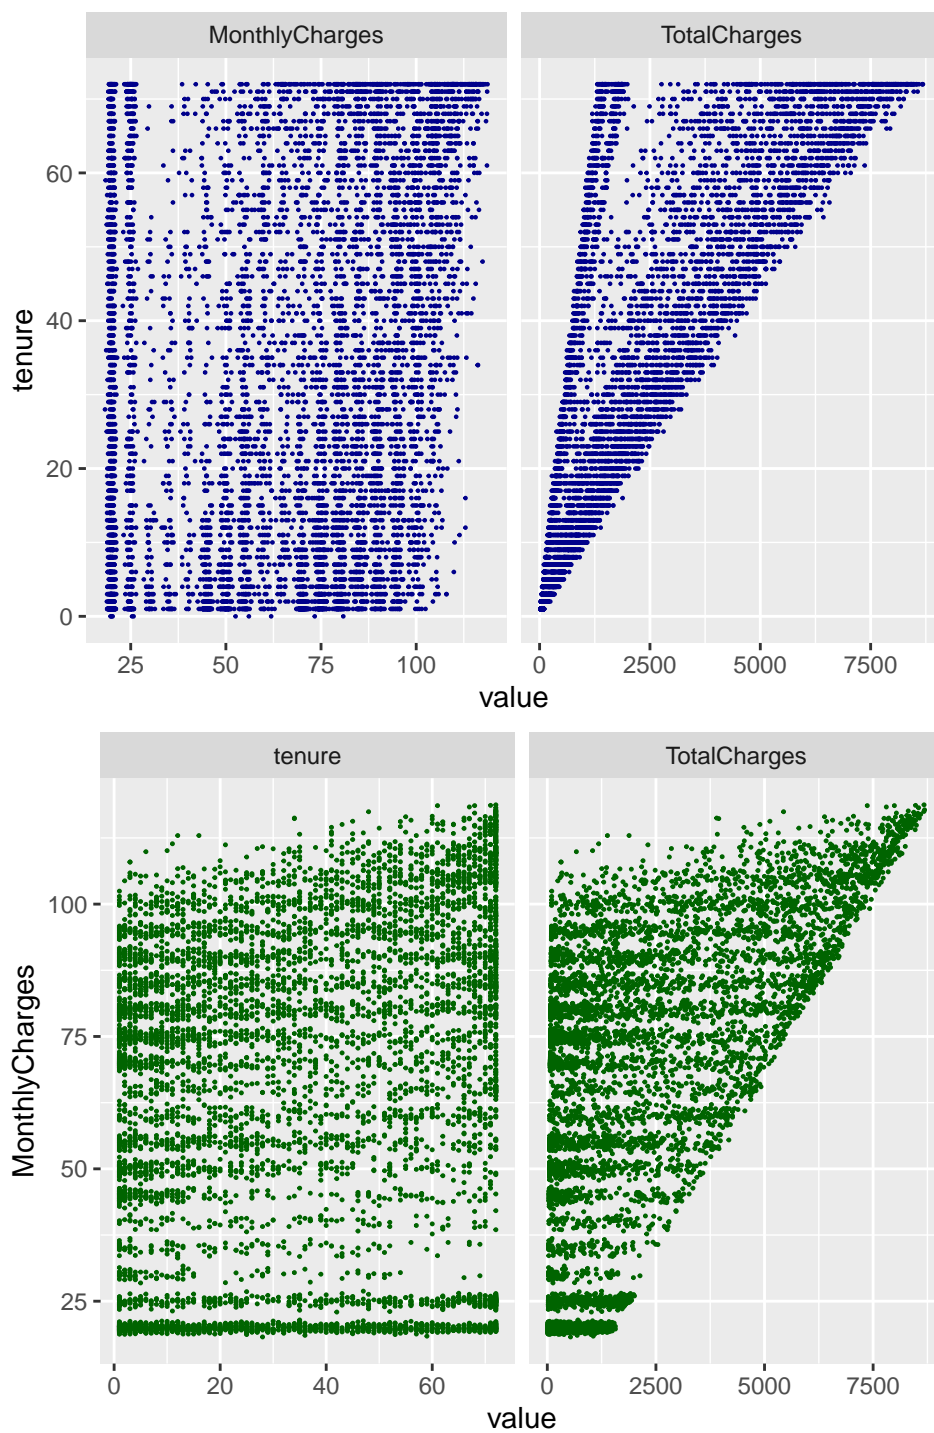 MonthlyCharges TotalCharges
60
40
20
0
tenure
25 50 75 100 0 2500 5000 7500
value
tenure TotalCharges
100
75
50
25
MonthlyCharges
0 20 40 60 0 2500 5000 7500
value